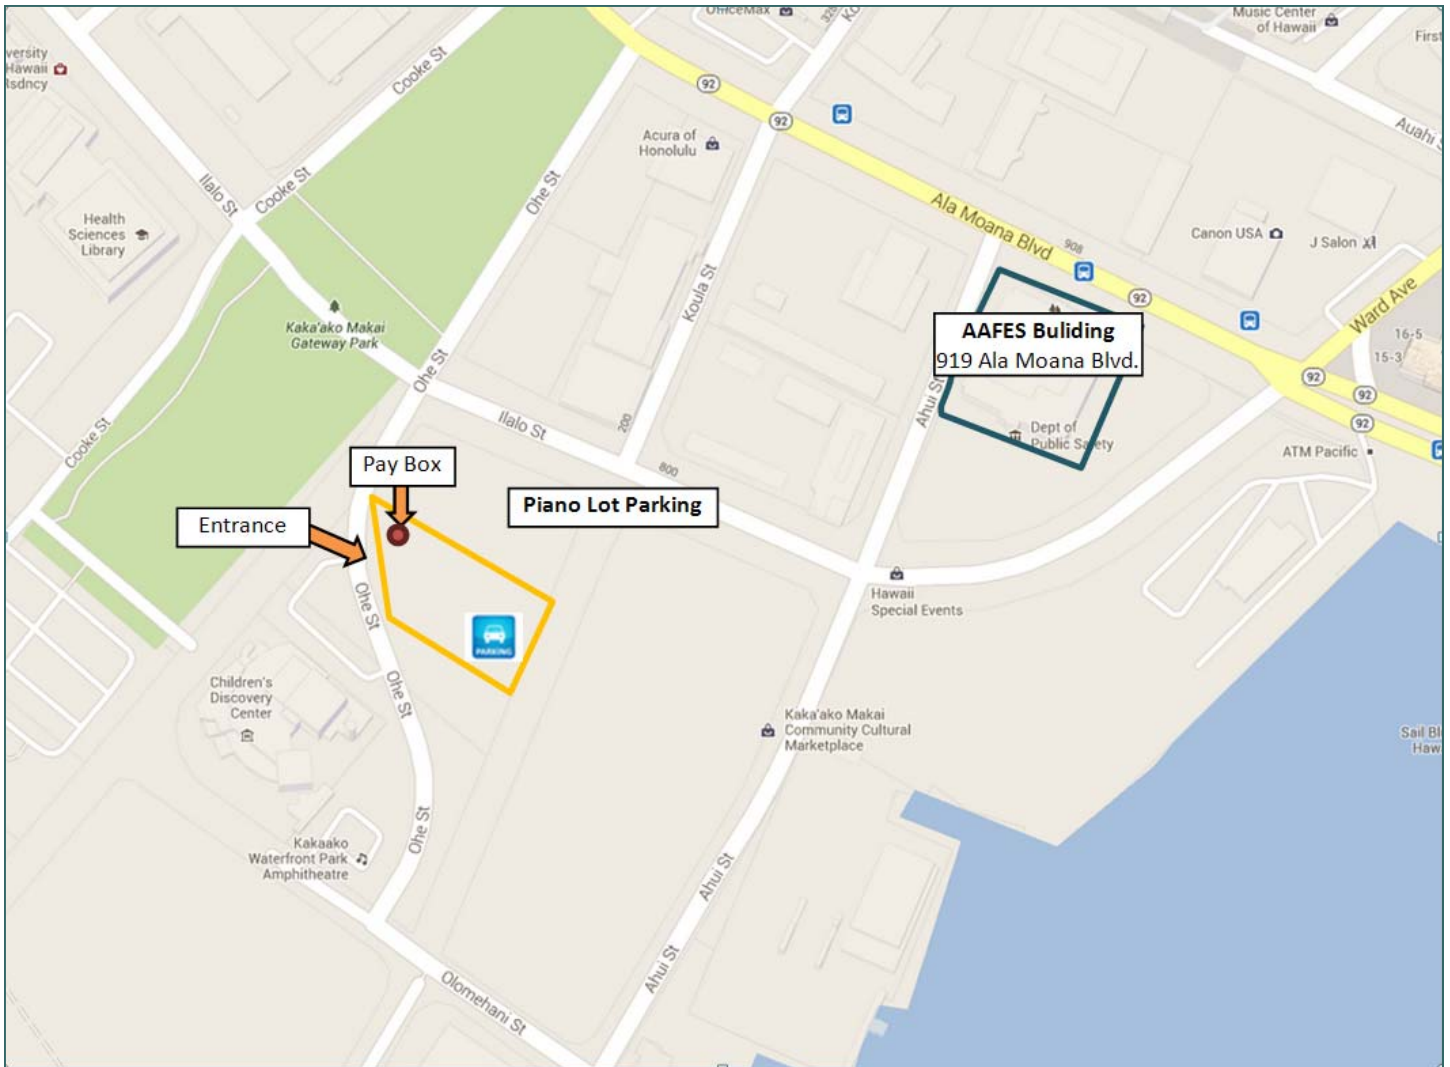 OfficeMax
Music Center
of Hawaii
First
versity
Hawaii
Rsdncy
Cooke St
92
92
Auahi S
Acura of
Honolulu
Ilalo St
Cooke St
Ohe St
Ala Moana Blvd
908
Health
Sciences
Library
Canon USA
J Salon
Koula St
92
Ward Ave
Kaka'ako Makai
Gateway Park
AAFES Buliding
919 Ala Moana Blvd.
16-5
15-3
Ohe St
92
92
92
Ahui St
200
Ilalo St
Dept of
Public Safety
Cooke St
ATM Pacific
800
Pay Box
Piano Lot Parking
Entrance
Ohe St
Hawaii
Special Events
PARKING
Children's
Discovery
Center
Ohe St
Kaka'ako Makai
Community Cultural
Marketplace
Sail Bl
Haw
Ohe St
Kakaako
Waterfront Park
Amphitheatre
Ahui St
Ahui St
Olomehani St